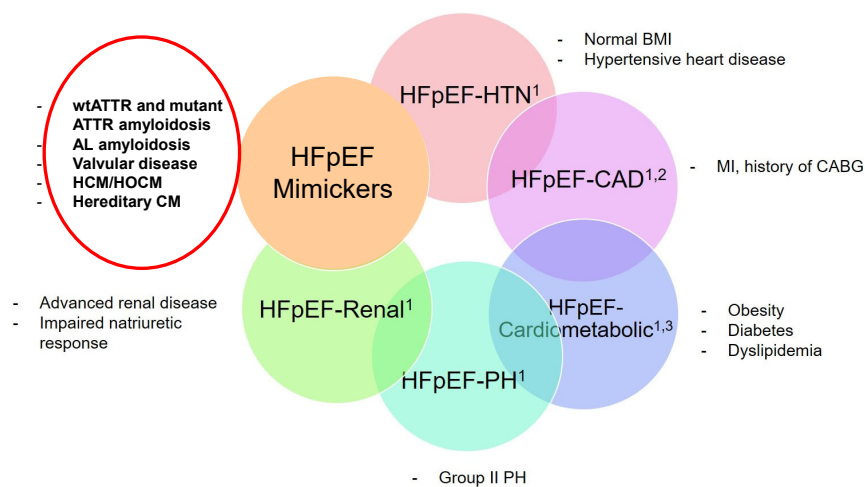 - Normal BMI
- Hypertensive heart disease
HFpEF-HTN1
- wtATTR and mutant
ATTR amyloidosis
- AL amyloidosis
- Valvular disease
- HCM/HOCM
- Hereditary CM
HFpEF
Mimickers
HFpEF-CAD1,2
- MI, history of CABG
- Advanced renal disease
- Impaired natriuretic
response
HFpEF-Renal1
HFpEF-
Cardiometabolic1,3
- Obesity
- Diabetes
- Dyslipidemia
HFpEF-PH1
- Group II PH